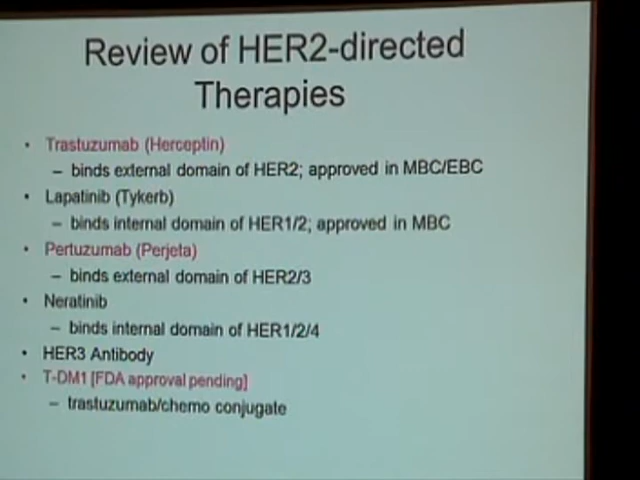 Review of HER2-directed
Therapies
• Trastuzumab (Herceptin)
– binds external domain of HER2; approved in MBC/EBC
• Lapatinib (Tykerb)
– binds internal domain of HER1/2; approved in MBC
• Pertuzumab (Perjeta)
– binds external domain of HER2/3
• Neratinib
– binds internal domain of HER1/2/4
• HER3 Antibody
• T-DM1 [FDA approval pending]
– trastuzumab/chemo conjugate